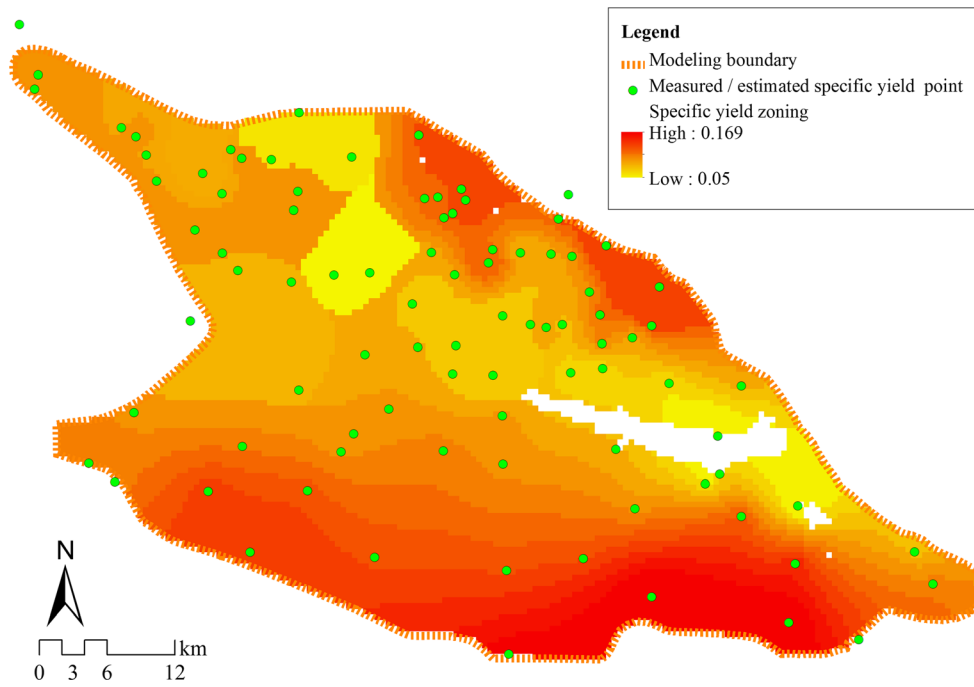 Legend
Modeling boundary
Measured / estimated specific yield point
Specific yield zoning
High : 0.169
Low : 0.05
N
km
0 3 6 12